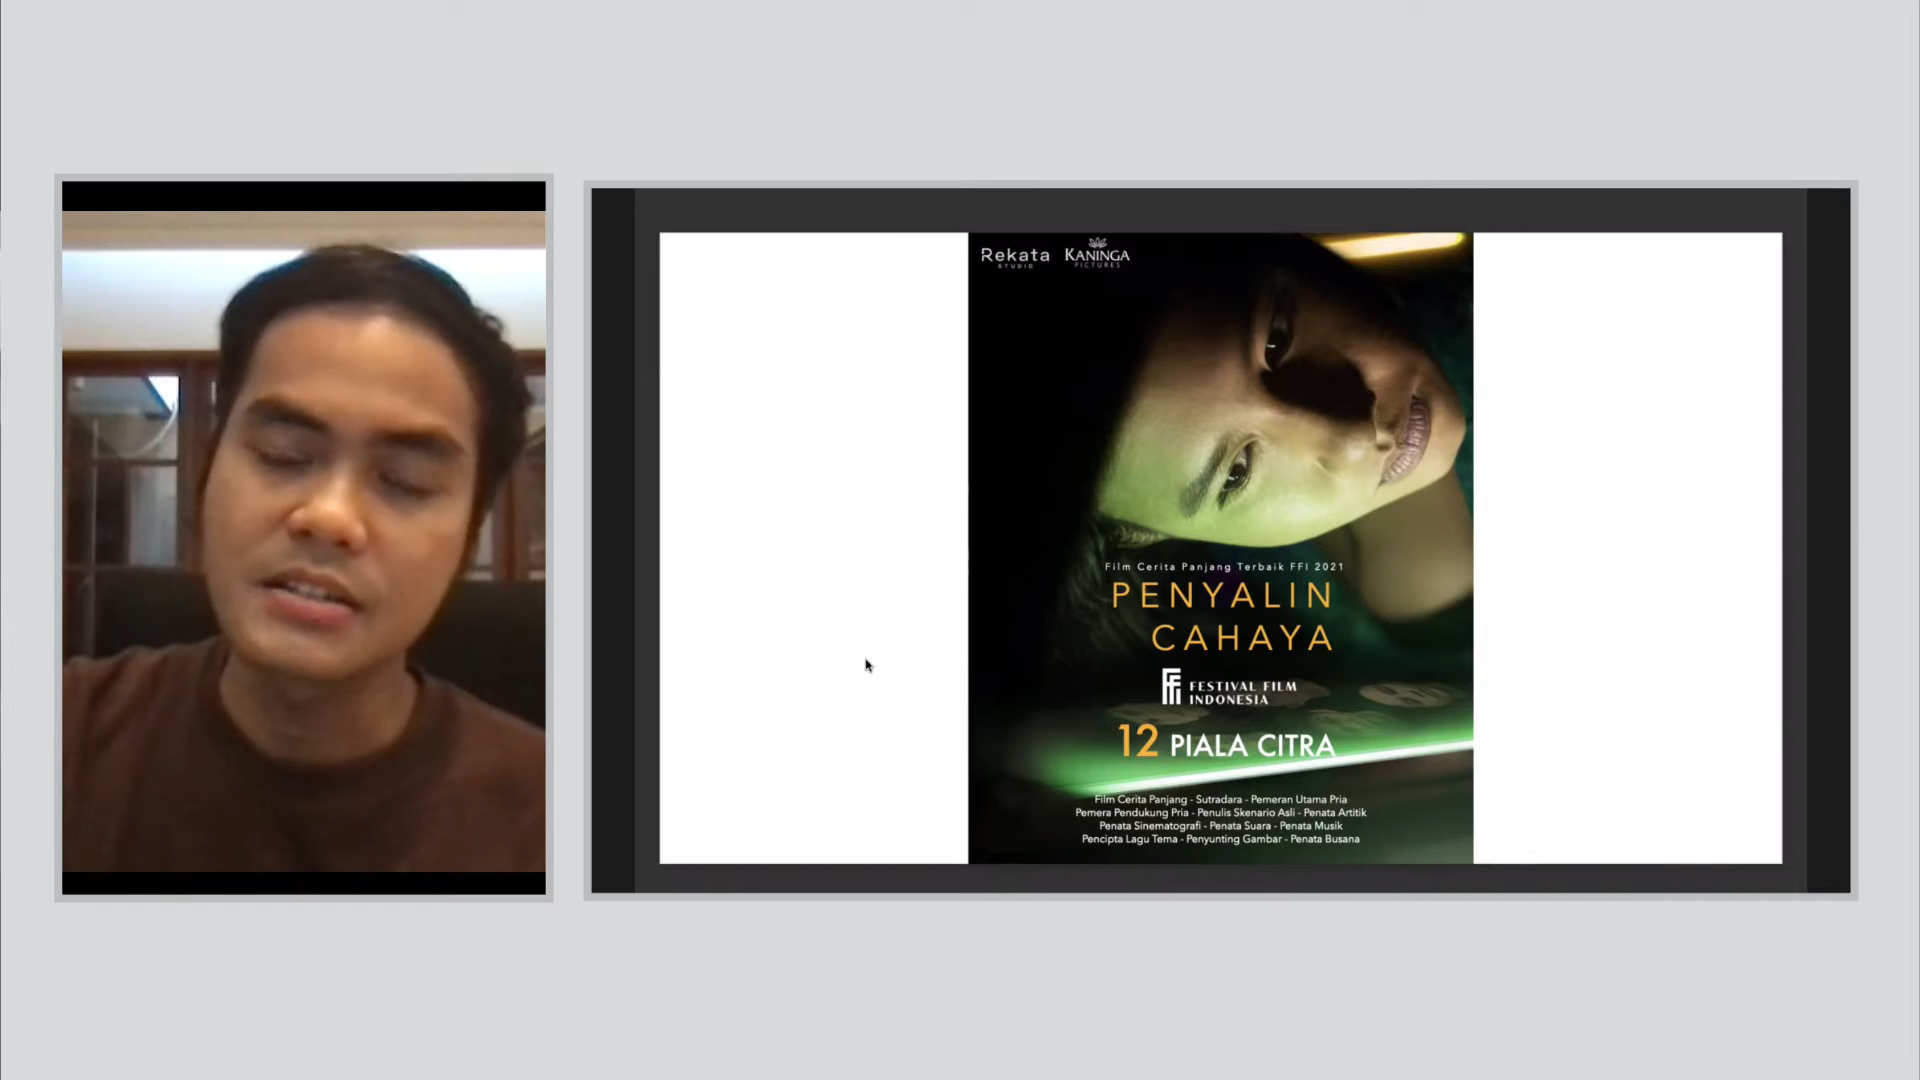 Rekata
STUDIO
KANINGA
PICTURES
Film Cerita Panjang Terbaik FFI 2021
PENYALIN
CAHAYA
FFI
FESTIVAL FILM
INDONESIA
12 PIALA CITRA
Film Cerita Panjang - Sutradara - Pemeran Utama Pria
Pemera Pendukung Pria - Penulis Skenario Asli - Penata Artitik
Penata Sinematografi - Penata Suara - Penata Musik
Pencipta Lagu Tema - Penyunting Gambar - Penata Busana